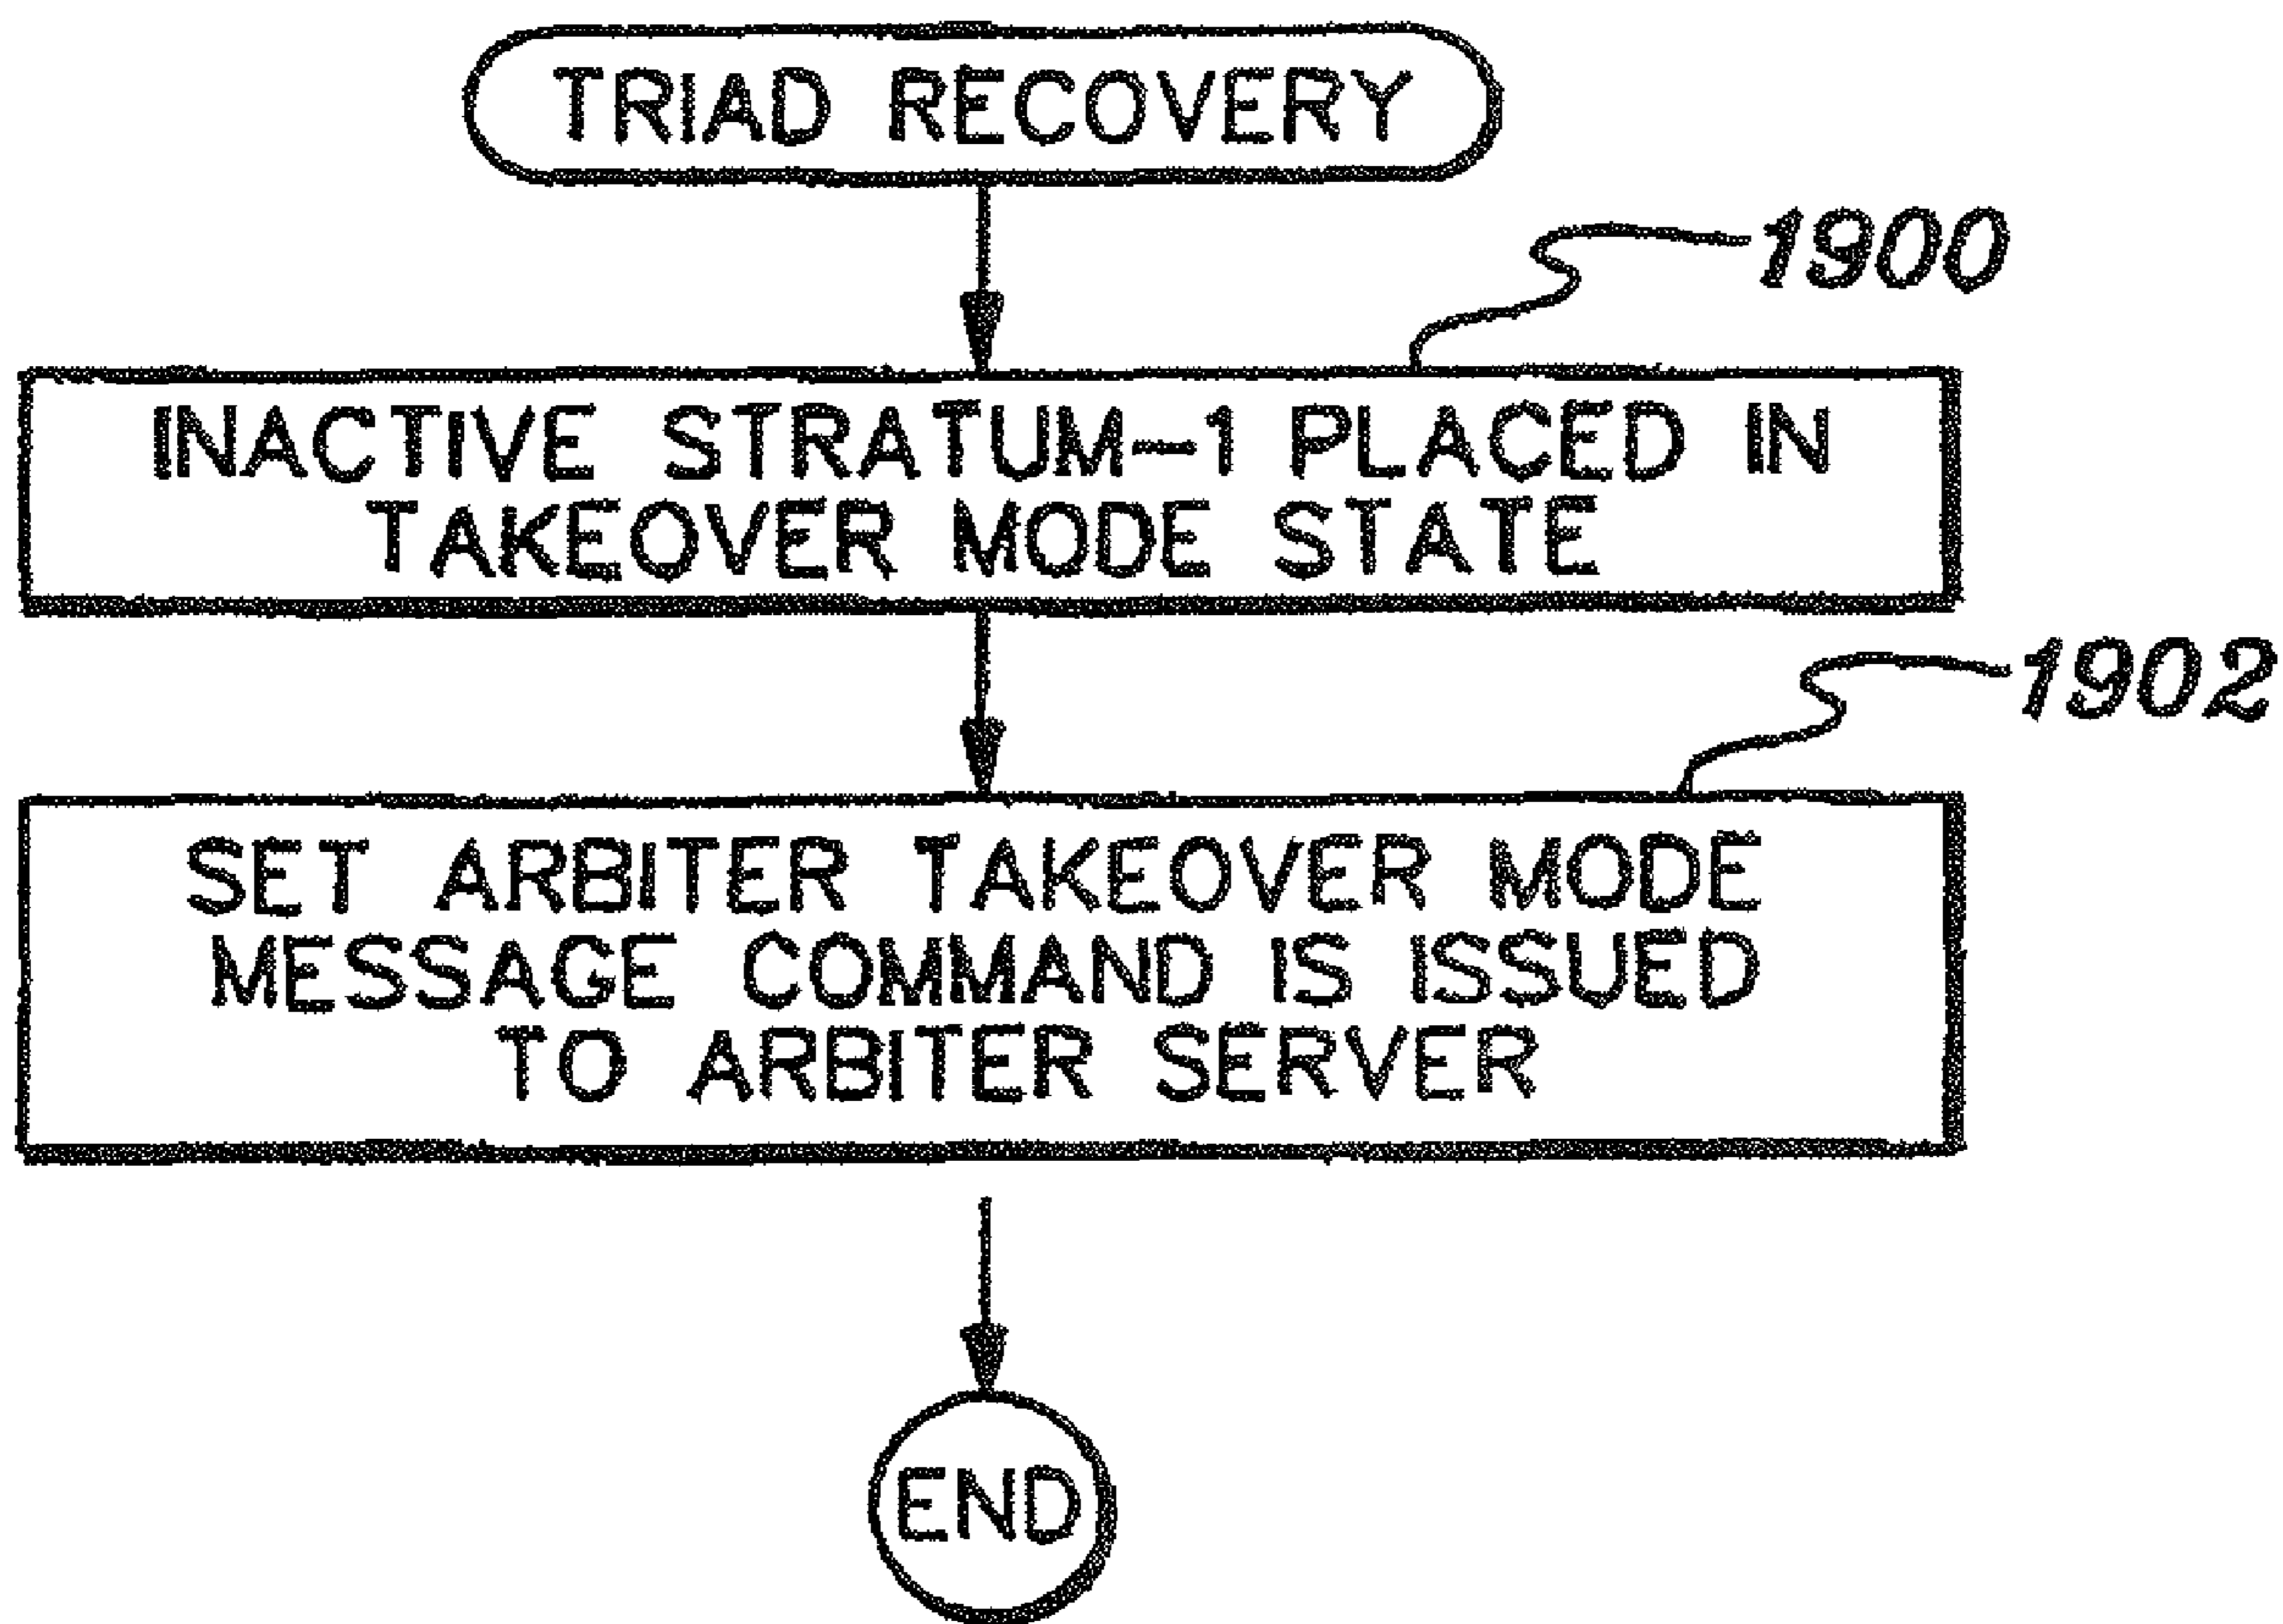 TRIAD RECOVERY
1900
INACTIVE STRATUM-1 PLACED IN
TAKEOVER MODE STATE
1902
SET ARBITER TAKEOVER MODE
MESSAGE COMMAND IS ISSUED
TO ARBITER SERVER
END